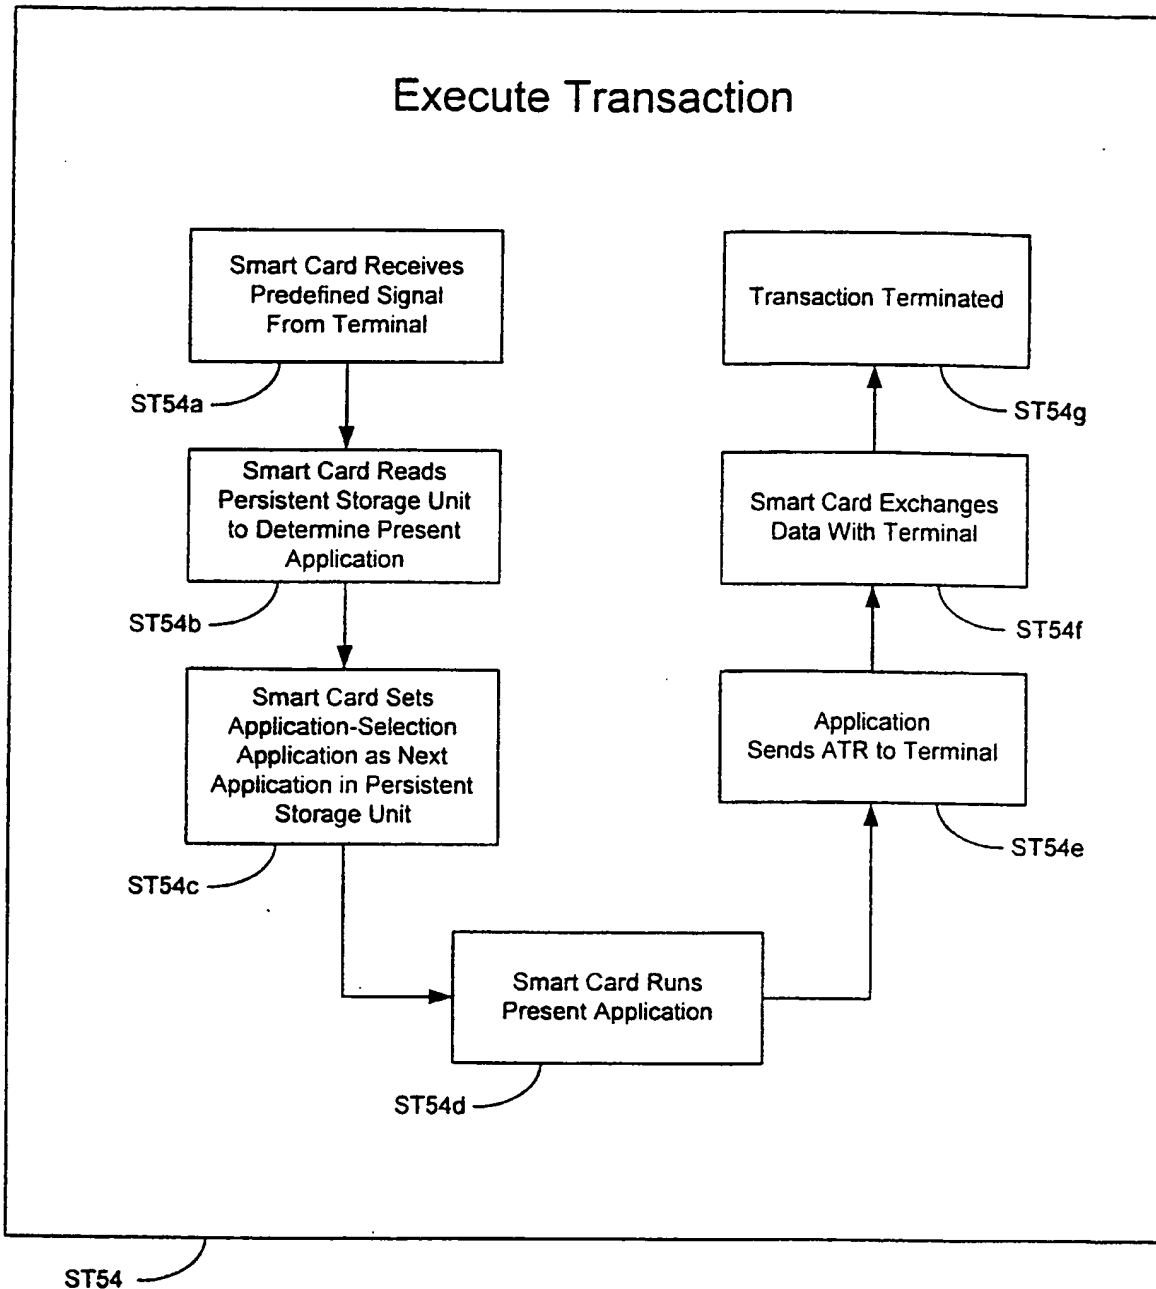 Execute Transaction
Smart Card Receives
Predefined Signal
From Terminal
ST54a
Smart Card Reads
Persistent Storage Unit
to Determine Present
Application
ST54b
Smart Card Sets
Application-Selection
Application as Next
Application in Persistent
Storage Unit
ST54c
Smart Card Runs
Present Application
ST54d
Application
Sends ATR to Terminal
ST54e
Smart Card Exchanges
Data With Terminal
ST54f
Transaction Terminated
ST54g
ST54